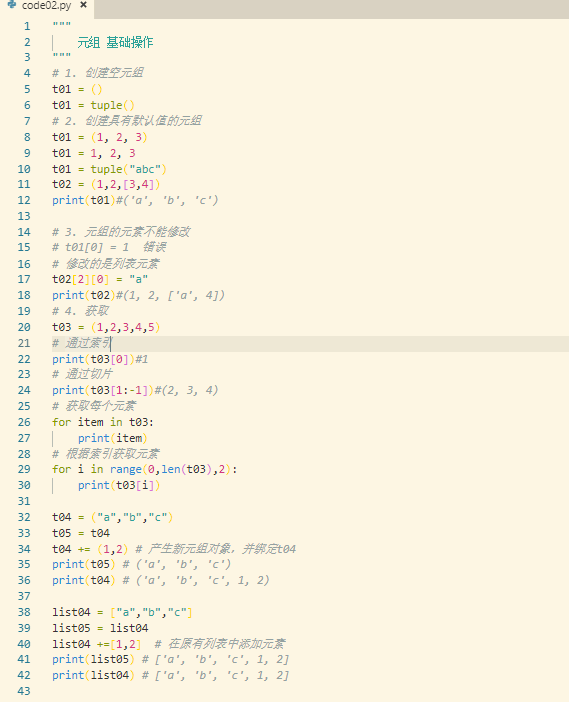 code02.py ×
1 """
2     元组 基础操作
3 """
4 # 1. 创建空元组
5 t01 = ()
6 t01 = tuple()
7 # 2. 创建具有默认值的元组
8 t01 = (1, 2, 3)
9 t01 = 1, 2, 3
10 t01 = tuple("abc")
11 t02 = (1,2,[3,4])
12 print(t01)#('a', 'b', 'c')
13
14 # 3. 元组的元素不能修改
15 # t01[0] = 1  错误
16 # 修改的是列表元素
17 t02[2][0] = "a"
18 print(t02)#(1, 2, ['a', 4])
19 # 4. 获取
20 t03 = (1,2,3,4,5)
21 # 通过索引
22 print(t03[0])#1
23 # 通过切片
24 print(t03[1:-1])#(2, 3, 4)
25 # 获取每个元素
26 for item in t03:
27     print(item)
28 # 根据索引获取元素
29 for i in range(0,len(t03),2):
30     print(t03[i])
31
32 t04 = ("a","b","c")
33 t05 = t04
34 t04 += (1,2) # 产生新元组对象，并绑定t04
35 print(t05) # ('a', 'b', 'c')
36 print(t04) # ('a', 'b', 'c', 1, 2)
37
38 list04 = ["a","b","c"]
39 list05 = list04
40 list04 +=[1,2]  # 在原有列表中添加元素
41 print(list05) # ['a', 'b', 'c', 1, 2]
42 print(list04) # ['a', 'b', 'c', 1, 2]
43